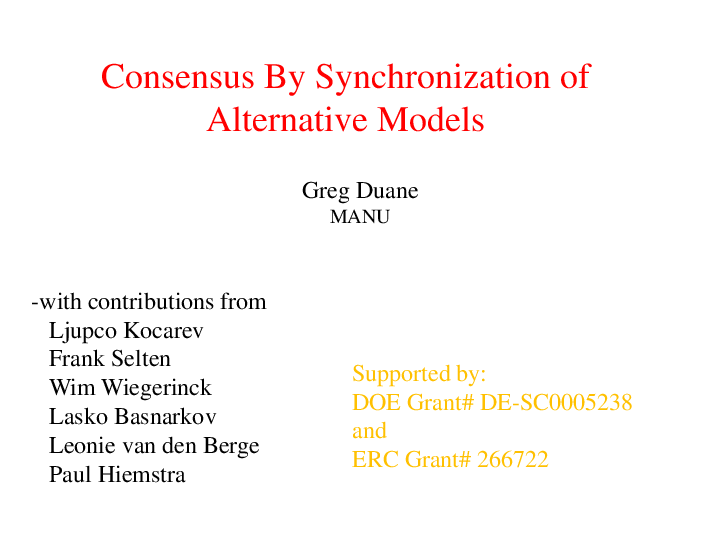 Consensus By Synchronization of
Alternative Models
Greg Duane
MANU
-with contributions from
Ljupco Kocarev
Frank Selten
Wim Wiegerinck
Lasko Basnarkov
Leonie van den Berge
Paul Hiemstra
Supported by:
DOE Grant# DE-SC0005238
and
ERC Grant# 266722